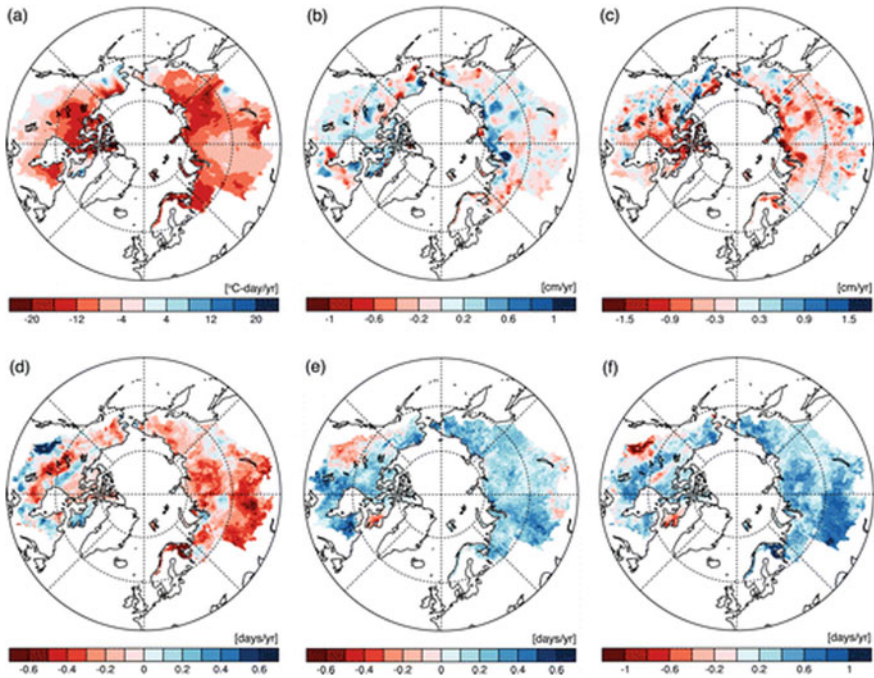 (a) (b) (c)
[°C-day/yr] [cm/yr] [cm/yr]
-20 -12 -4 4 12 20 -1 -0.6 -0.2 0.2 0.6 1 -1.5 -0.9 -0.3 0.3 0.9 1.5
(d) (e) (f)
[days/yr] [days/yr] [days/yr]
-0.6 -0.4 -0.2 0 0.2 0.4 0.6 -0.6 -0.4 -0.2 0 0.2 0.4 0.6 -1 -0.6 -0.2 0.2 0.6 1